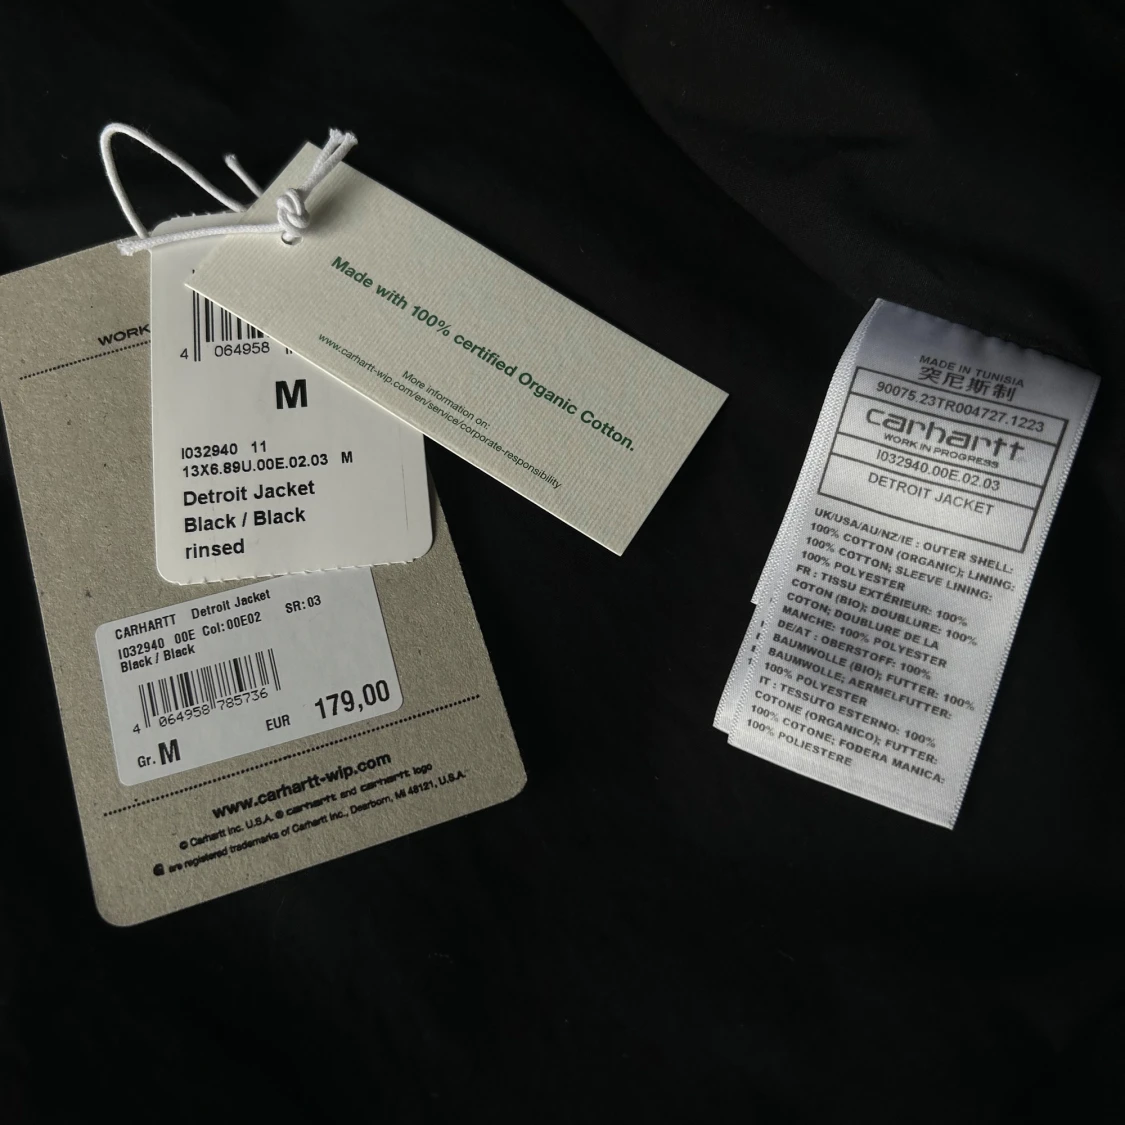 WORK
4 064958
M
I032940 11
13X6.89U.00E.02.03 M
Detroit Jacket
Black / Black
rinsed
Made with 100% certified Organic Cotton.
More information on:
www.carhartt-wip.com/en/service/corporate-responsibility
CARHARTT Detroit Jacket
I032940 00E Col:00E02 SR:03
Black / Black
4 064958 785736
EUR 179,00
Gr. M
www.carhartt-wip.com
© Carhartt Inc. U.S.A. ® carhartt and carhartt logo
are registered trademarks of Carhartt Inc., Dearborn, MI 48121, U.S.A.
MADE IN TUNISIA
突尼斯制
90075.23TR004727.1223
carhartt
WORK IN PROGRESS
I032940.00E.02.03
DETROIT JACKET
UK/USA/AU/NZ/IE : OUTER SHELL:
100% COTTON (ORGANIC); LINING:
100% COTTON; SLEEVE LINING:
100% POLYESTER
FR : TISSU EXTÉRIEUR: 100%
COTON (BIO); DOUBLURE: 100%
COTON; DOUBLURE DE LA
MANCHE: 100% POLYESTER
DE/AT : OBERSTOFF: 100%
BAUMWOLLE (BIO); FUTTER: 100%
BAUMWOLLE; AERMELFUTTER:
100% POLYESTER
IT : TESSUTO ESTERNO: 100%
COTONE (ORGANICO); FUTTER:
100% COTONE; FODERA MANICA:
100% POLIESTERE